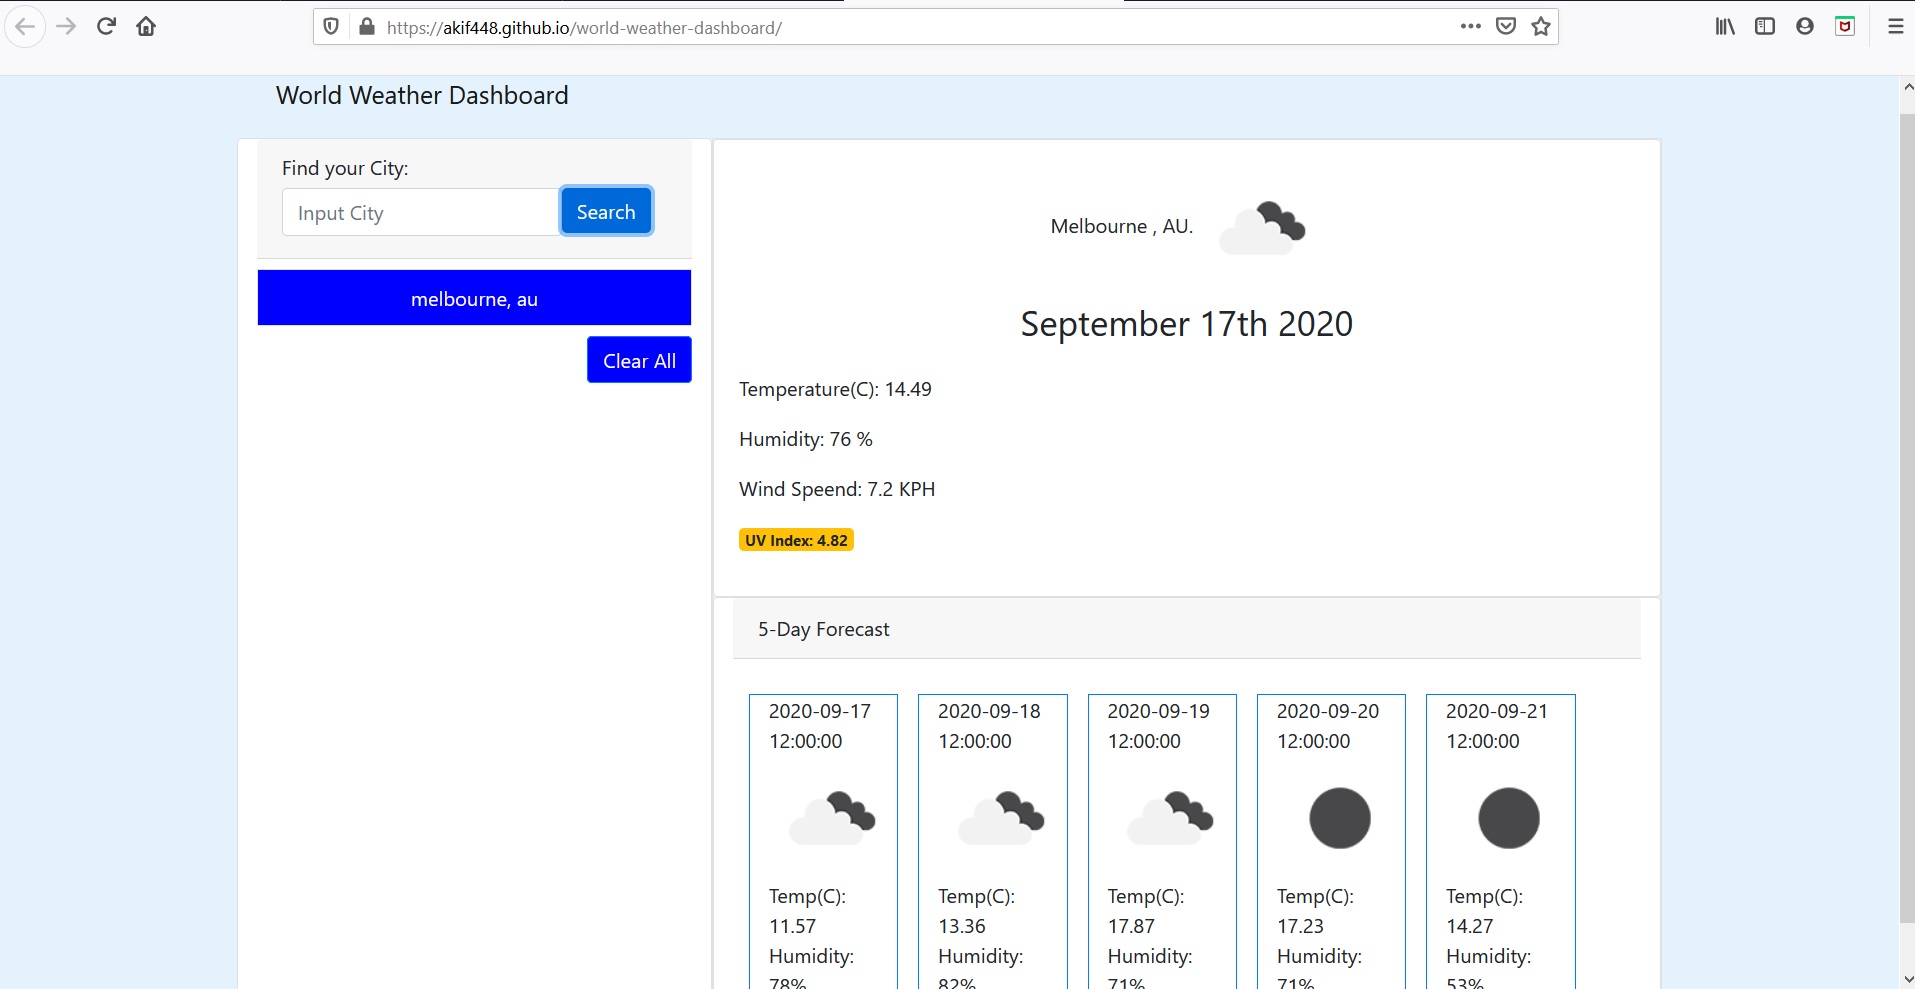 https://akif448.github.io/world-weather-dashboard/
World Weather Dashboard
Find your City:
Input City
Search
melbourne, au
Clear All
Melbourne , AU.
September 17th 2020
Temperature(C): 14.49
Humidity: 76 %
Wind Speend: 7.2 KPH
UV Index: 4.82
5-Day Forecast
2020-09-17
12:00:00
Temp(C):
11.57
Humidity:
78%
2020-09-18
12:00:00
Temp(C):
13.36
Humidity:
82%
2020-09-19
12:00:00
Temp(C):
17.87
Humidity:
71%
2020-09-20
12:00:00
Temp(C):
17.23
Humidity:
71%
2020-09-21
12:00:00
Temp(C):
14.27
Humidity:
53%